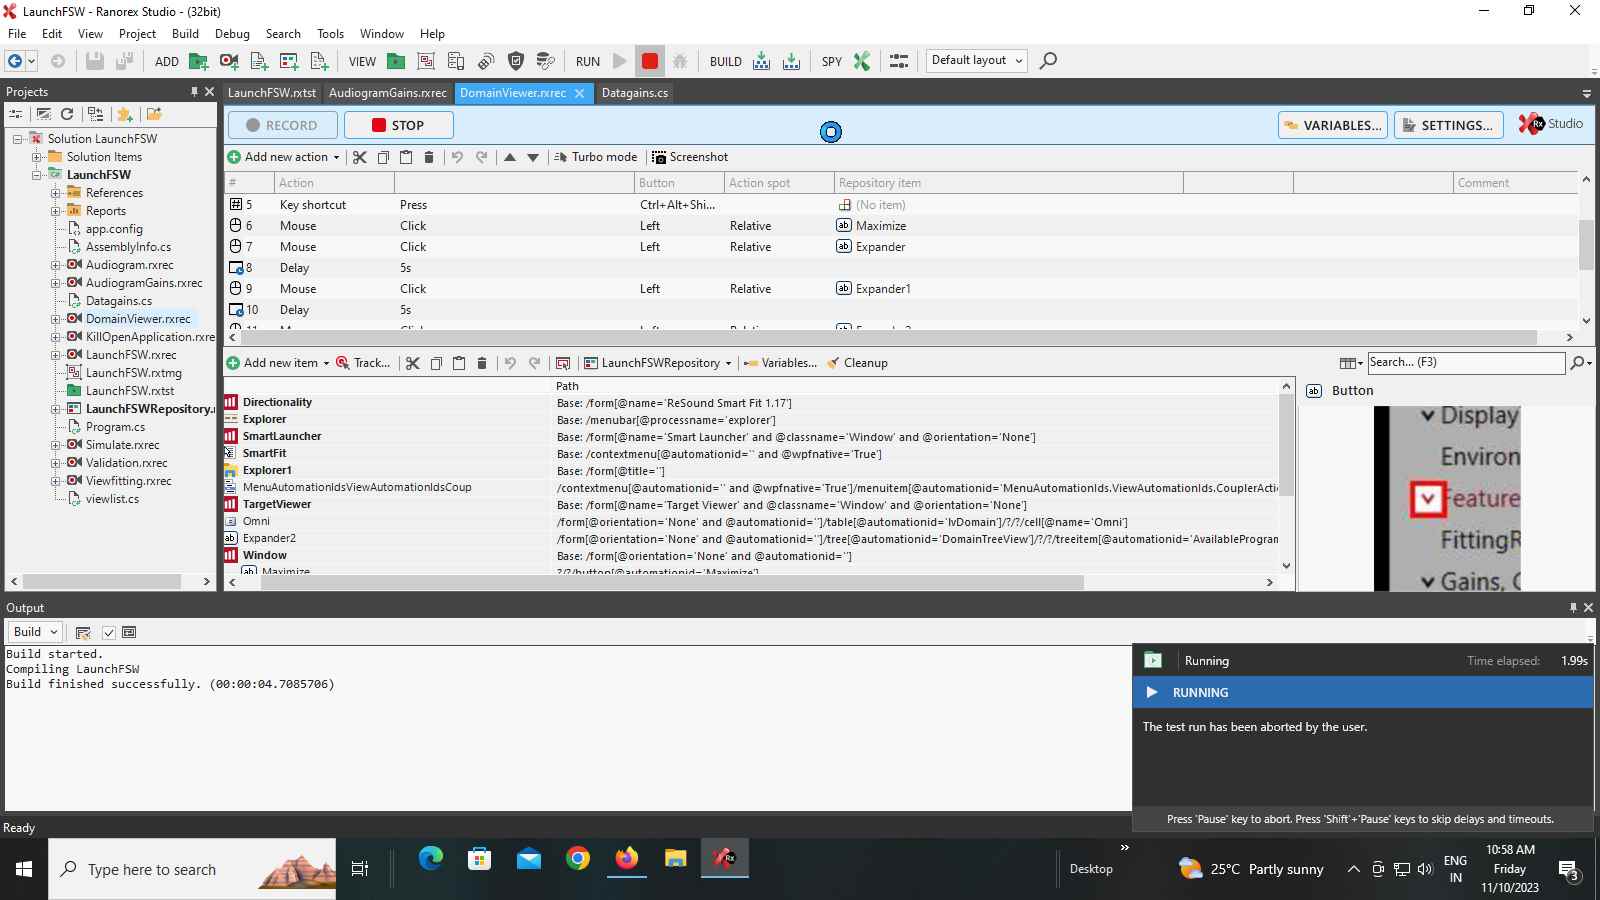 LaunchFSW - Ranorex Studio - (32bit)
File Edit View Project Build Debug Search Tools Window Help
ADD VIEW RUN BUILD SPY Default layout
Projects
LaunchFSW.rxtst AudiogramGains.rxrec DomainViewer.rxrec Datagains.cs
RECORD STOP VARIABLES... SETTINGS... Rx Studio
Add new action Turbo mode Screenshot
# Action Button Action spot Repository item Comment
5 Key shortcut Press Ctrl+Alt+Shi... (No item)
6 Mouse Click Left Relative Maximize
7 Mouse Click Left Relative Expander
8 Delay 5s
9 Mouse Click Left Relative Expander1
10 Delay 5s
Solution LaunchFSW
Solution Items
LaunchFSW
References
Reports
app.config
AssemblyInfo.cs
Audiogram.rxrec
AudiogramGains.rxrec
Datagains.cs
DomainViewer.rxrec
KillOpenApplication.rxre
LaunchFSW.rxrec
LaunchFSW.rxtmg
LaunchFSW.rxtst
LaunchFSWRepository.
Program.cs
Simulate.rxrec
Validation.rxrec
Viewfitting.rxrec
viewlist.cs
Add new item Track... LaunchFSWRepository Variables... Cleanup Search... (F3)
Path
Directionality Base: /form[@name='ReSound Smart Fit 1.17']
Explorer Base: /menubar[@processname='explorer']
SmartLauncher Base: /form[@name='Smart Launcher' and @classname='Window' and @orientation='None']
SmartFit Base: /contextmenu[@automationid='' and @wpfnative='True']
Explorer1 Base: /form[@title='']
MenuAutomationIdsViewAutomationIdsCoup /contextmenu[@automationid='' and @wpfnative='True']/menuitem[@automationid='MenuAutomationIds.ViewAutomationIds.CouplerActi
TargetViewer Base: /form[@name='Target Viewer' and @classname='Window' and @orientation='None']
Omni /form[@orientation='None' and @automationid='']/table[@automationid='lvDomain']/?/?/cell[@name='Omni']
Expander2 /form[@orientation='None' and @automationid='']/tree[@automationid='DomainTreeView']/?/?/treeitem[@automationid='AvailableProgran
Window Base: /form[@orientation='None' and @automationid='']
Maximize ?/?/button[@automationid='Maximize']
Button
Display
Environ
Feature
FittingR
Gains, C
Output
Build
Build started.
Compiling LaunchFSW
Build finished successfully. (00:00:04.7085706)
Running Time elapsed: 1.99s
RUNNING
The test run has been aborted by the user.
Press 'Pause' key to abort. Press 'Shift'+'Pause' keys to skip delays and timeouts.
Ready
Type here to search
Desktop
25°C Partly sunny
ENG
IN
10:58 AM
Friday
11/10/2023
3